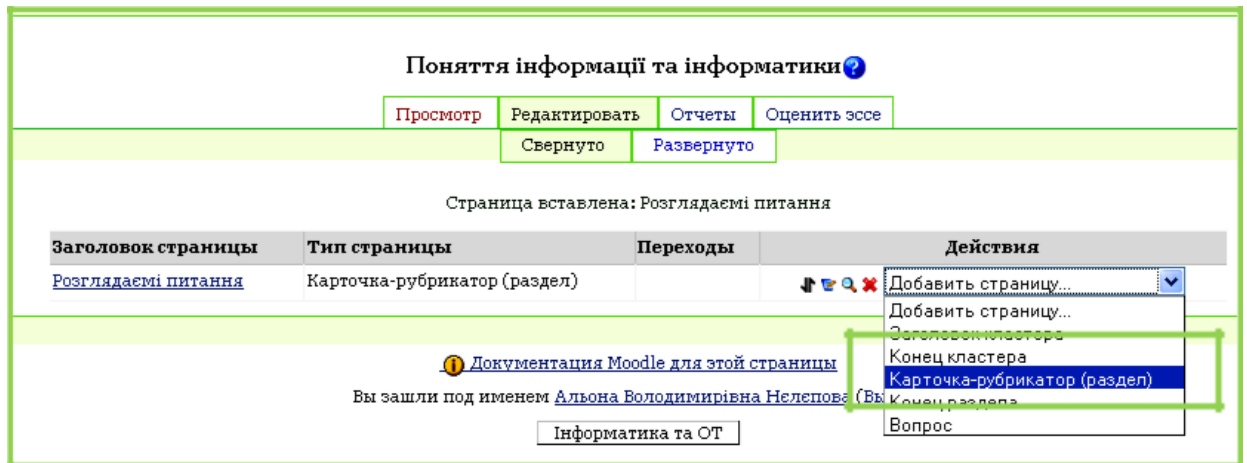 Поняття інформації та інформатики
Просмотр Редактировать Отчеты Оценить эссе
Свернуто Развернуто
Страница вставлена: Розглядаємі питання
Заголовок страницы Тип страницы Переходы Действия
Розглядаємі питання Карточка-рубрикатор (раздел) Добавить страницу...
Добавить страницу...
Заголовок кластера
Конец кластера
Документация Moodle для этой страницы
Карточка-рубрикатор (раздел)
Вы зашли под именем Альона Володимирівна Нєлєпова (Вы
Конец раздела
Вопрос
Інформатика та ОТ